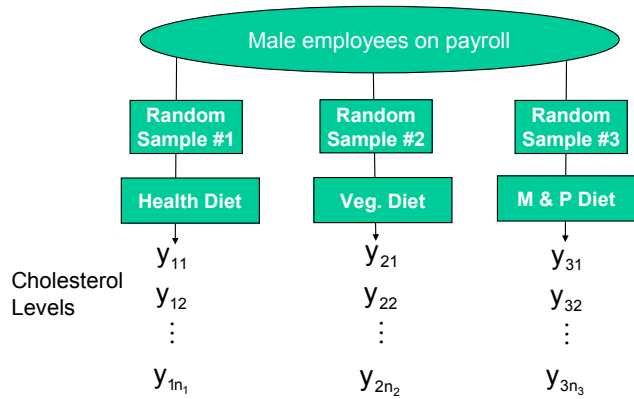 Male employees on payroll
Random Sample #1
Random Sample #2
Random Sample #3
Health Diet
Veg. Diet
M & P Diet
Cholesterol Levels
y₁₁ y₂₁ y₃₁
y₁₂ y₂₂ y₃₂
⋮ ⋮ ⋮
y₁ₙ₁ y₂ₙ₂ y₃ₙ₃